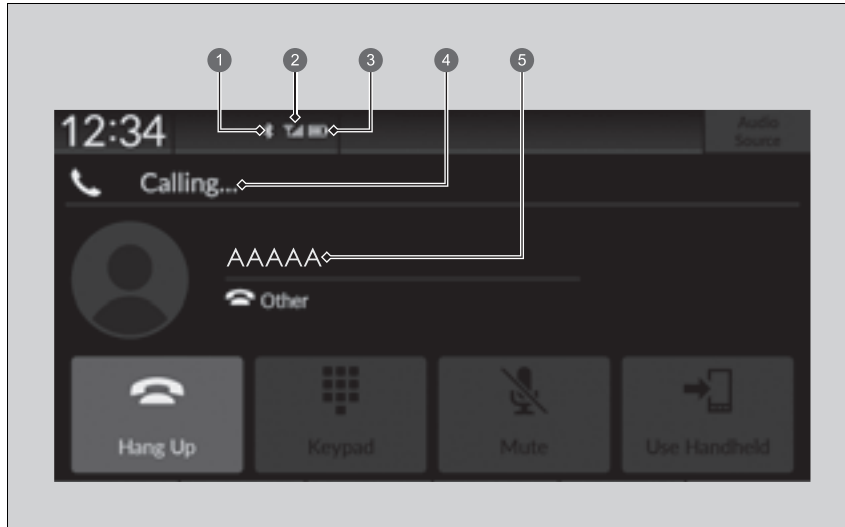 1 2 3 4 5
12:34
Audio
Source
Calling...
AAAAA
Other
Hang Up
Keypad
Mute
Use Handheld